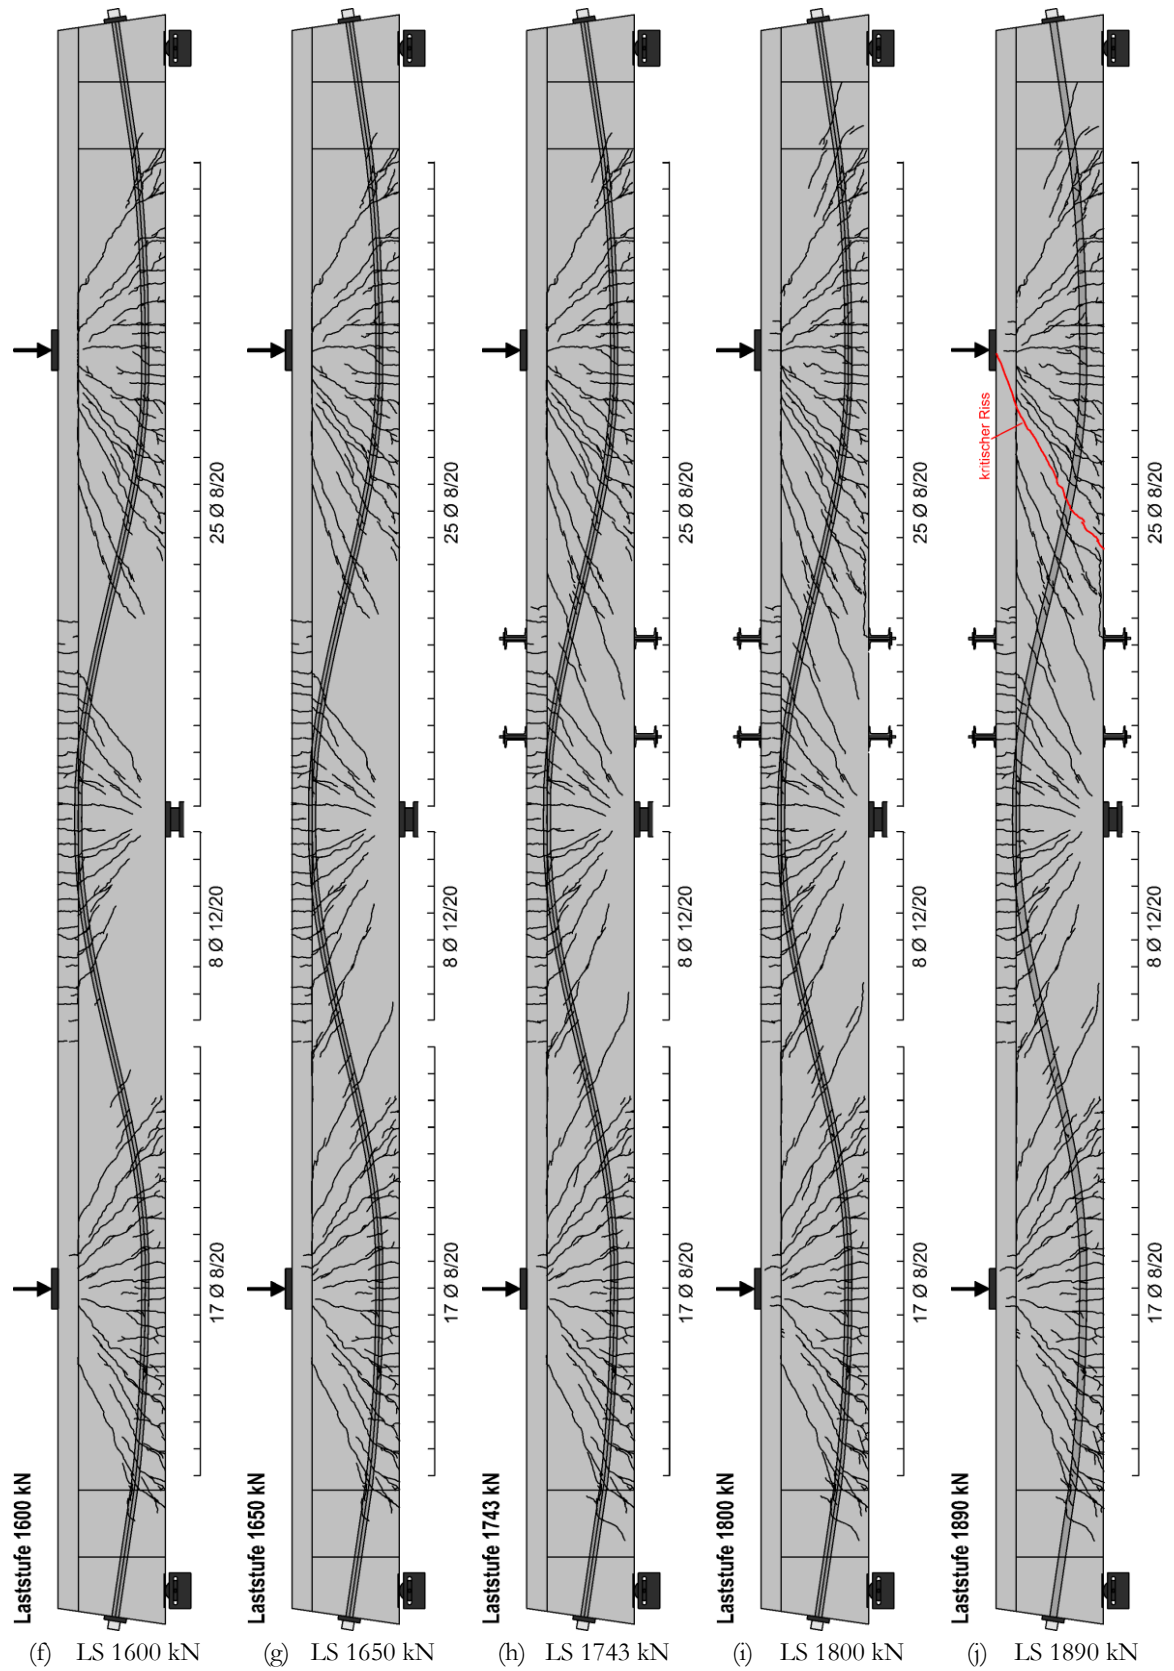 Laststufe 1600 kN
17 Ø 8/20
8 Ø 12/20
25 Ø 8/20
Laststufe 1650 kN
17 Ø 8/20
8 Ø 12/20
25 Ø 8/20
Laststufe 1743 kN
17 Ø 8/20
8 Ø 12/20
25 Ø 8/20
Laststufe 1800 kN
17 Ø 8/20
8 Ø 12/20
25 Ø 8/20
Laststufe 1890 kN
kritischer Riss
17 Ø 8/20
8 Ø 12/20
25 Ø 8/20
(f) LS 1600 kN
(g) LS 1650 kN
(h) LS 1743 kN
(i) LS 1800 kN
(j) LS 1890 kN